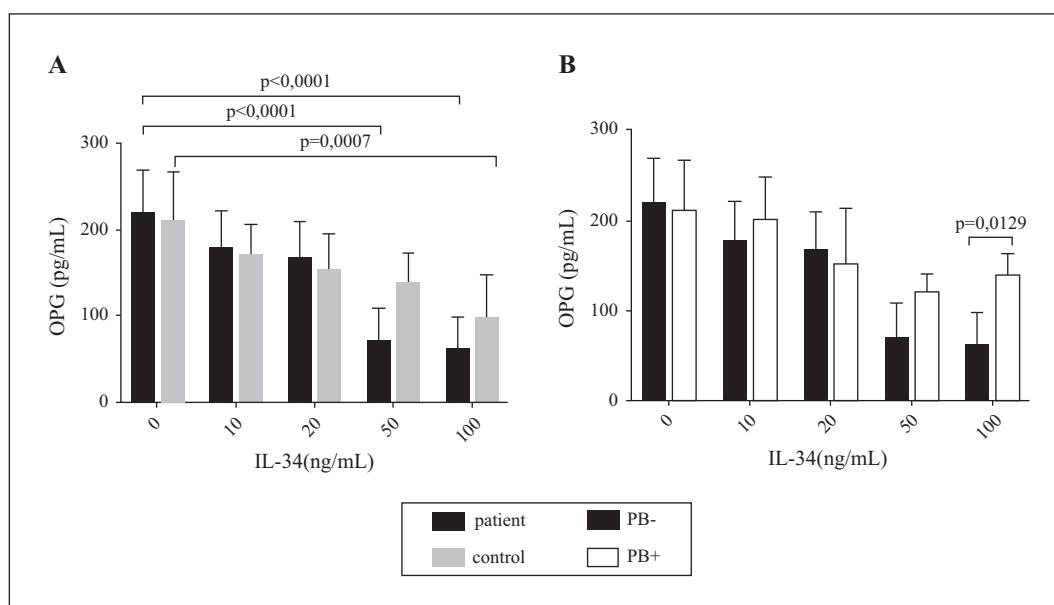 A
p<0,0001
p<0,0001
p=0,0007
300
200
100
0
OPG (pg/mL)
0
10
20
50
100
IL-34(ng/mL)
B
p=0,0129
300
200
100
0
OPG (pg/mL)
0
10
20
50
100
IL-34(ng/mL)
patient
control
PB-
PB+